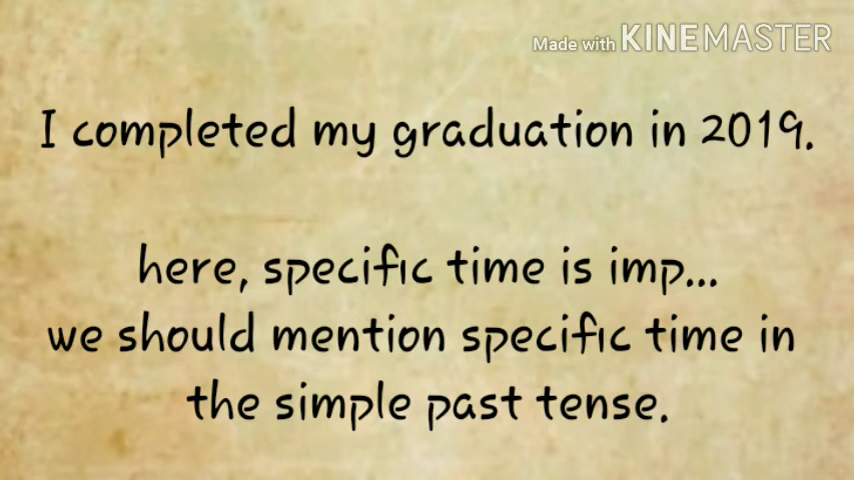 Made with KINEMASTER
I completed my graduation in 2019.
here, specific time is imp...
we should mention specific time in
the simple past tense.